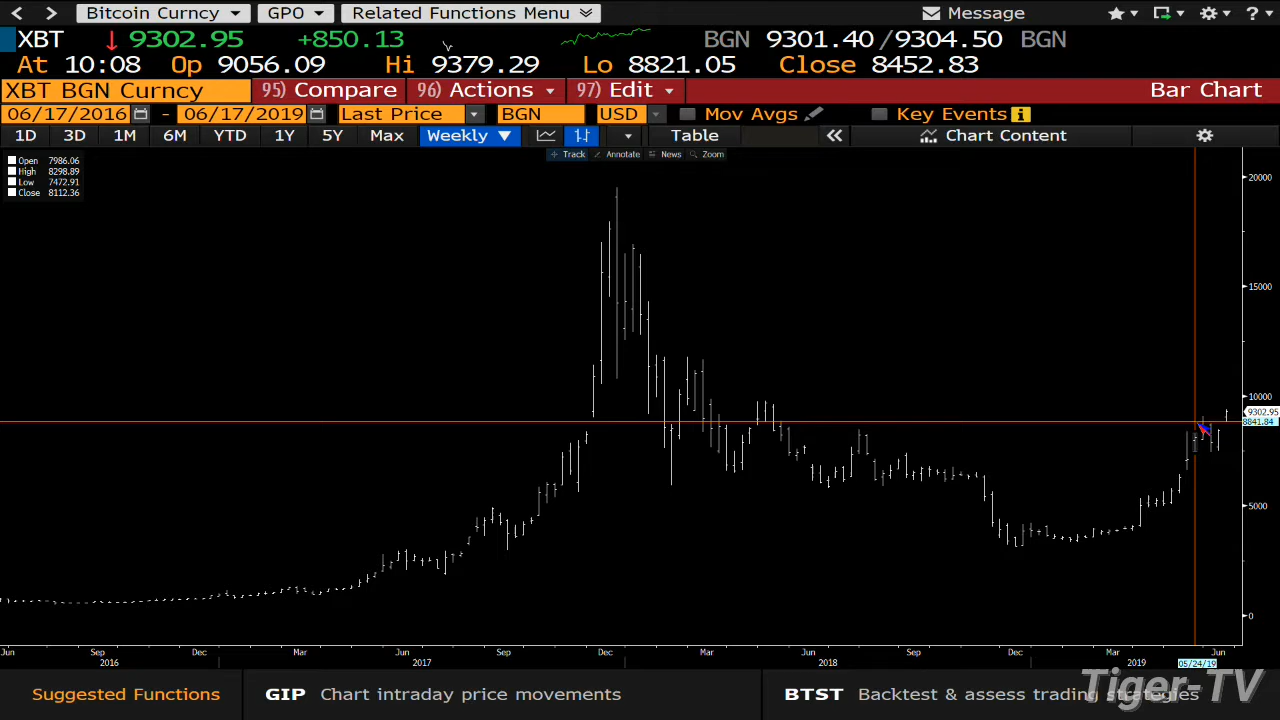 Bitcoin Curncy GPO Related Functions Menu Message
XBT 9302.95 +850.13 BGN 9301.40/9304.50 BGN
At 10:08 Op 9056.09 Hi 9379.29 Lo 8821.05 Close 8452.83
XBT BGN Curncy 95) Compare 96) Actions 97) Edit Bar Chart
06/17/2016 - 06/17/2019 Last Price BGN USD Mov Avgs Key Events
1D 3D 1M 6M YTD 1Y 5Y Max Weekly Table Chart Content
Track Annotate News Zoom
Open 7986.06
High 8298.89
Low 7472.91
Close 8112.36
20000
15000
10000
9302.95
8841.84
5000
0
Jun Sep Dec Mar Jun Sep Dec Mar Jun Sep Dec Mar Jun
2016 2017 2018 2019 05/24/19
Suggested Functions GIP Chart intraday price movements BTST Backtest & assess trading strategies
Tiger-TV